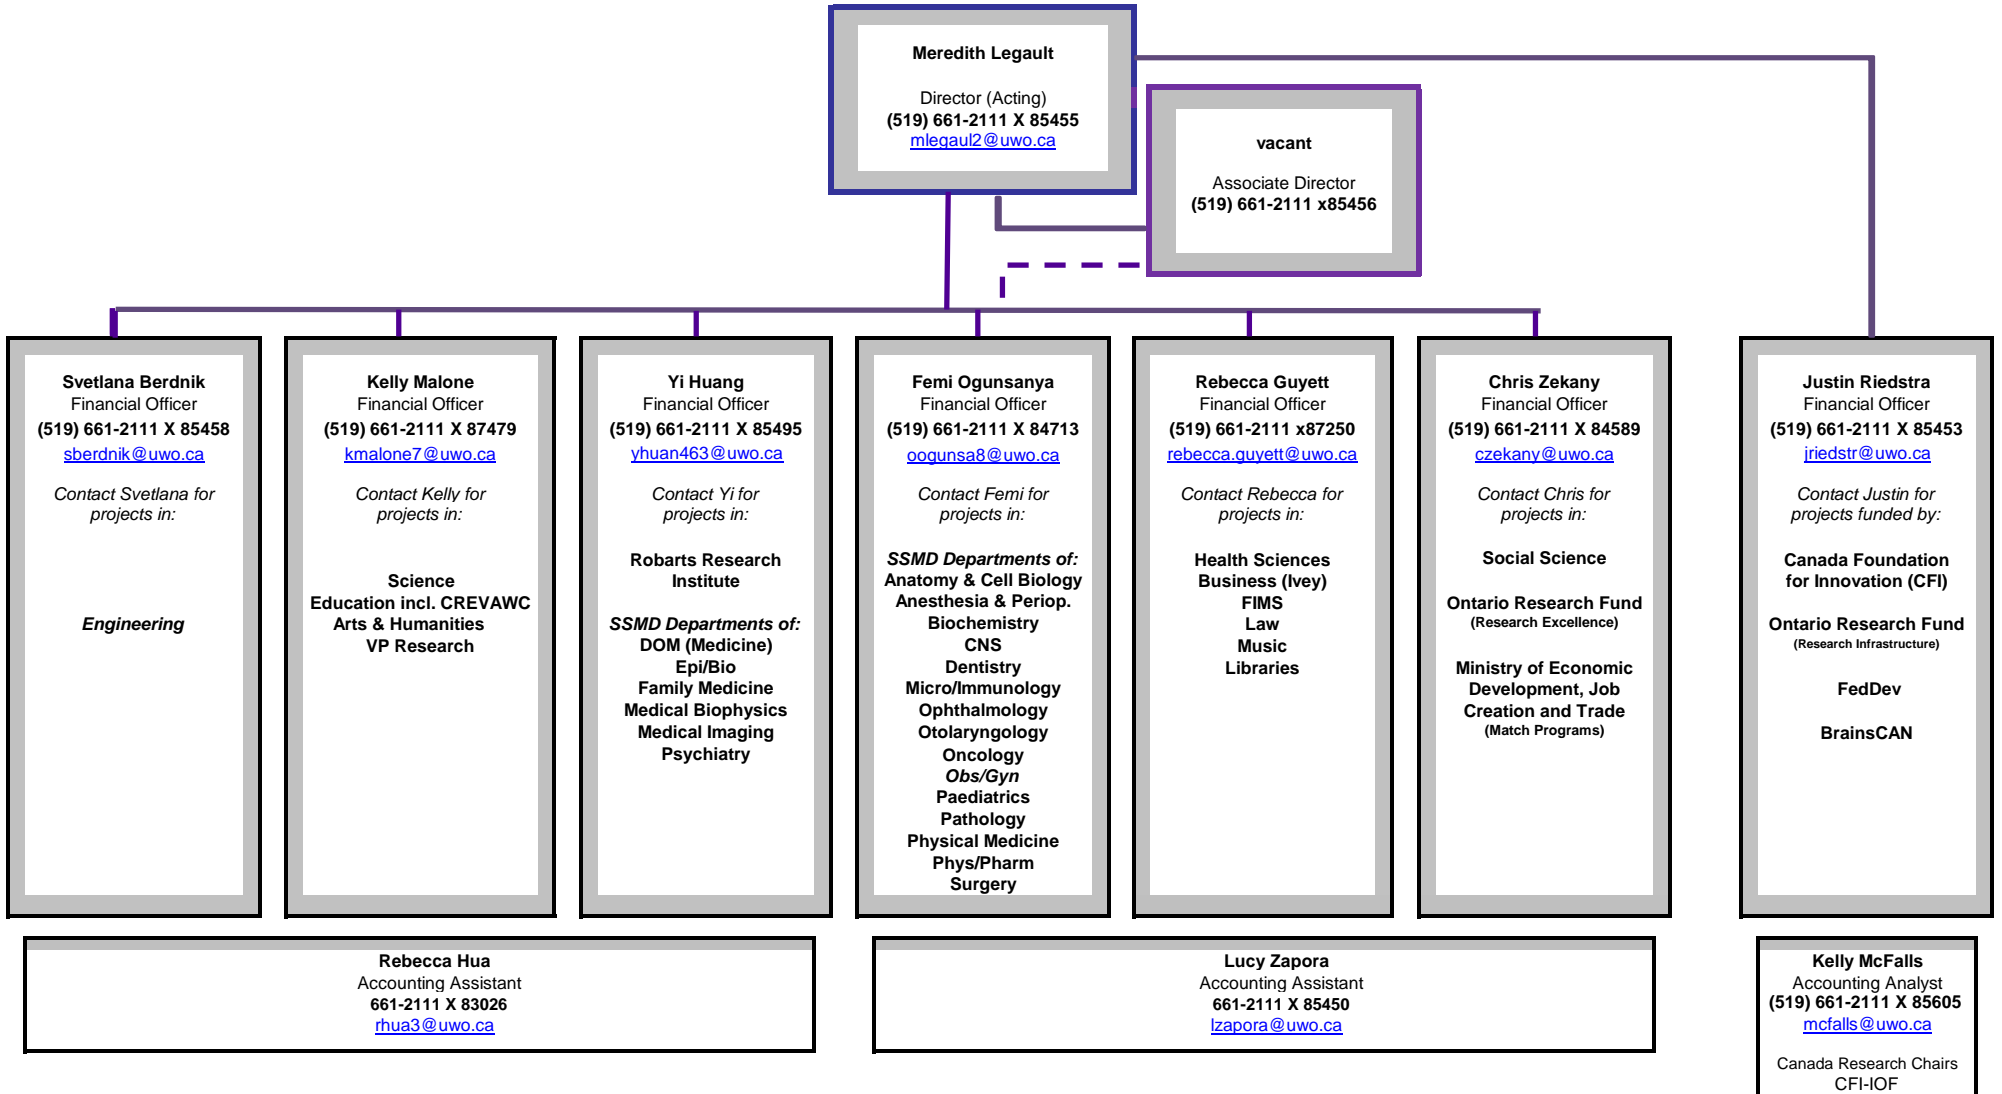 Meredith Legault
Director (Acting)
(519) 661-2111 X 85455
mlegaul2@uwo.ca
vacant
Associate Director
(519) 661-2111 x85456
Svetlana Berdnik
Financial Officer
(519) 661-2111 X 85458
sberdnik@uwo.ca
Contact Svetlana for
projects in:
Engineering
Kelly Malone
Financial Officer
(519) 661-2111 X 87479
kmalone7@uwo.ca
Contact Kelly for
projects in:
Science
Education incl. CREVAWC
Arts & Humanities
VP Research
Yi Huang
Financial Officer
(519) 661-2111 X 85495
yhuan463@uwo.ca
Contact Yi for
projects in:
Robarts Research
Institute
SSMD Departments of:
DOM (Medicine)
Epi/Bio
Family Medicine
Medical Biophysics
Medical Imaging
Psychiatry
Femi Ogunsanya
Financial Officer
(519) 661-2111 X 84713
oogunsa8@uwo.ca
Contact Femi for
projects in:
SSMD Departments of:
Anatomy & Cell Biology
Anesthesia & Periop.
Biochemistry
CNS
Dentistry
Micro/Immunology
Ophthalmology
Otolaryngology
Oncology
Obs/Gyn
Paediatrics
Pathology
Physical Medicine
Phys/Pharm
Surgery
Rebecca Guyett
Financial Officer
(519) 661-2111 x87250
rebecca.guyett@uwo.ca
Contact Rebecca for
projects in:
Health Sciences
Business (Ivey)
FIMS
Law
Music
Libraries
Chris Zekany
Financial Officer
(519) 661-2111 X 84589
czekany@uwo.ca
Contact Chris for
projects in:
Social Science
Ontario Research Fund
(Research Excellence)
Ministry of Economic
Development, Job
Creation and Trade
(Match Programs)
Justin Riedstra
Financial Officer
(519) 661-2111 X 85453
jriedstr@uwo.ca
Contact Justin for
projects funded by:
Canada Foundation
for Innovation (CFI)
Ontario Research Fund
(Research Infrastructure)
FedDev
BrainsCAN
Rebecca Hua
Accounting Assistant
661-2111 X 83026
rhua3@uwo.ca
Lucy Zapora
Accounting Assistant
661-2111 X 85450
lzapora@uwo.ca
Kelly McFalls
Accounting Analyst
(519) 661-2111 X 85605
mcfalls@uwo.ca
Canada Research Chairs
CFI-IOF